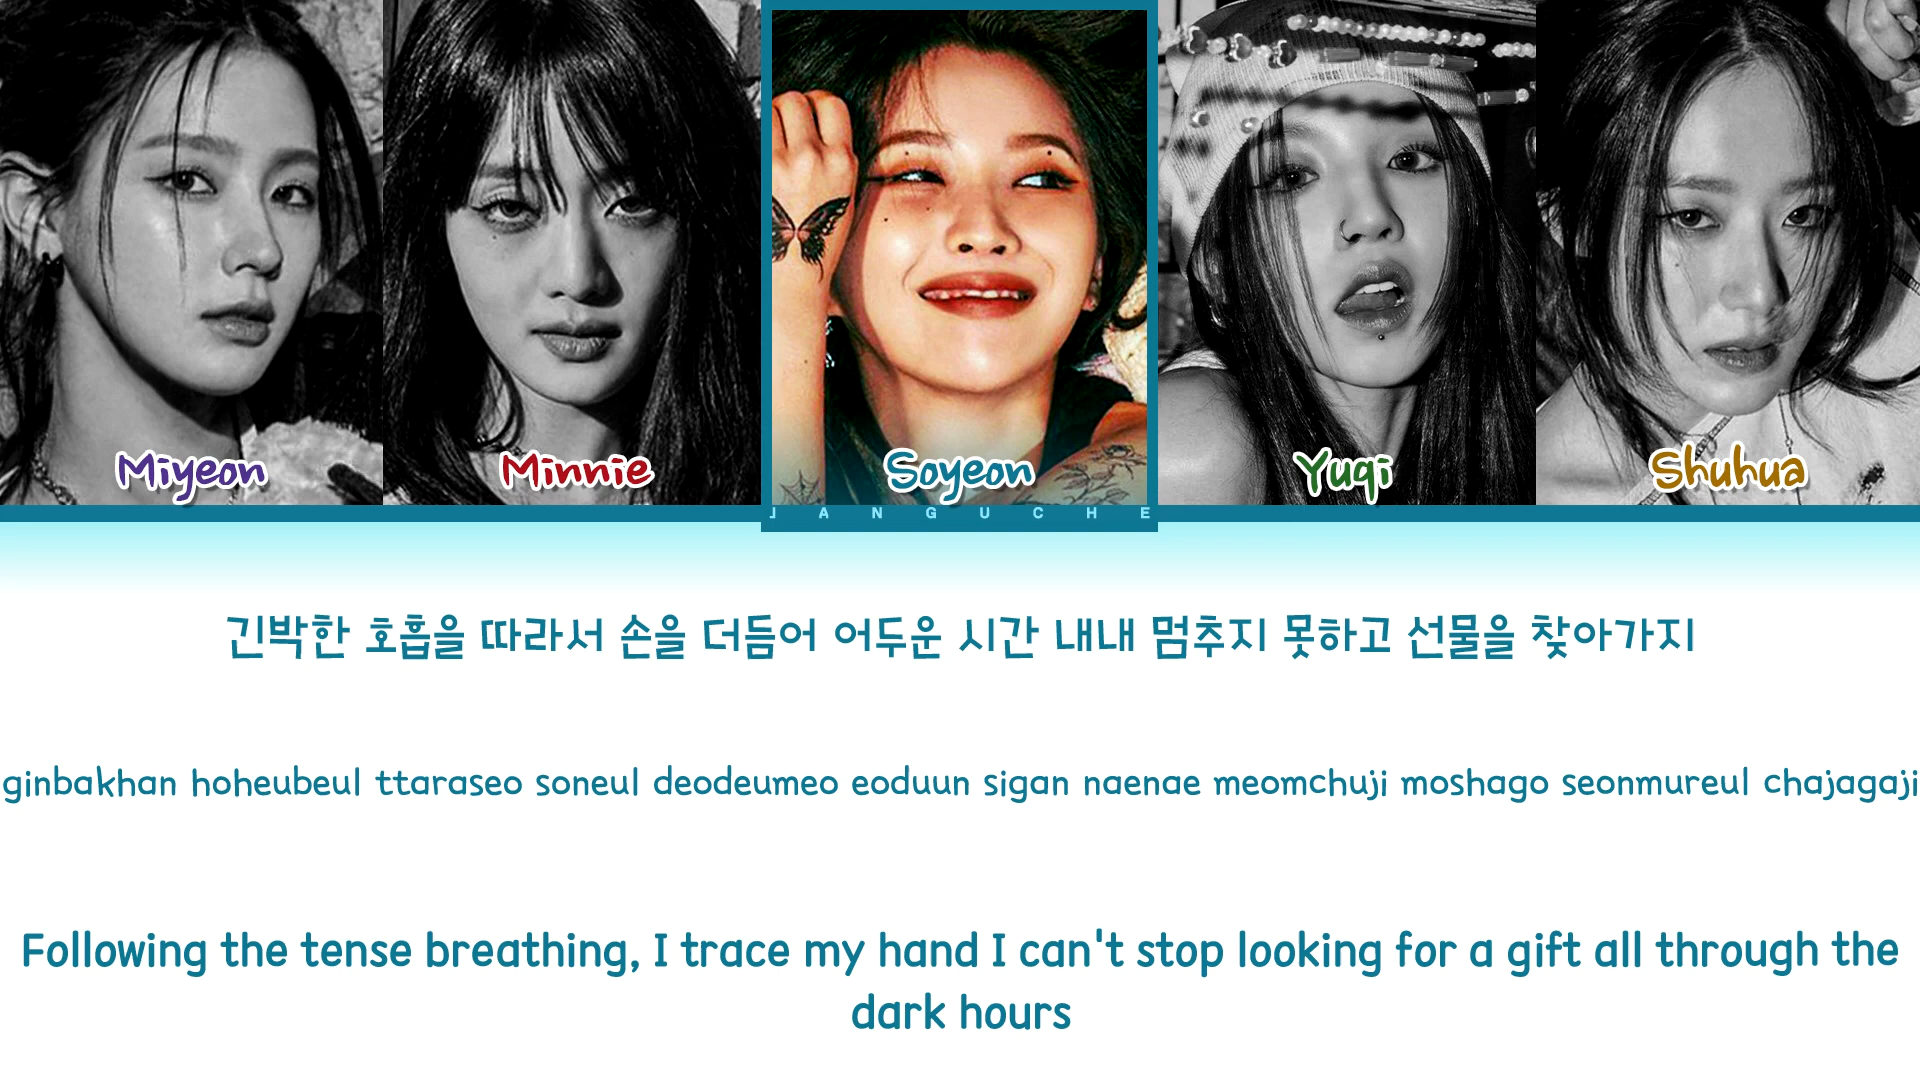 Miyeon
Minnie
Soyeon
Yuqi
Shuhua
JANGUCHE
긴박한 호흡을 따라서 손을 더듬어 어두운 시간 내내 멈추지 못하고 선물을 찾아가지
ginbakhan hoheubeul ttaraseo soneul deodeumeo eoduun sigan naenae meomchuji moshago seonmureul chajagaji
Following the tense breathing, I trace my hand I can't stop looking for a gift all through the
dark hours